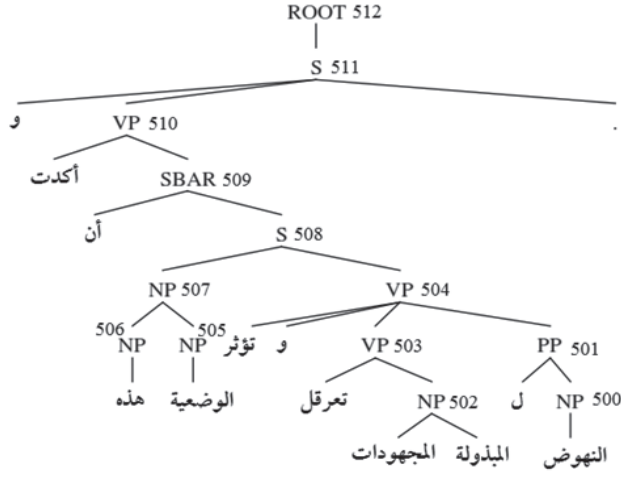 ROOT 512
S 511
و
VP 510
.
أكدت
SBAR 509
أن
S 508
NP 507
VP 504
506
NP
505
NP
تؤثر
و
VP 503
PP 501
هذه
الوضعية
تعرقل
NP 502
ل
NP 500
المجهودات
المبذولة
النهوض